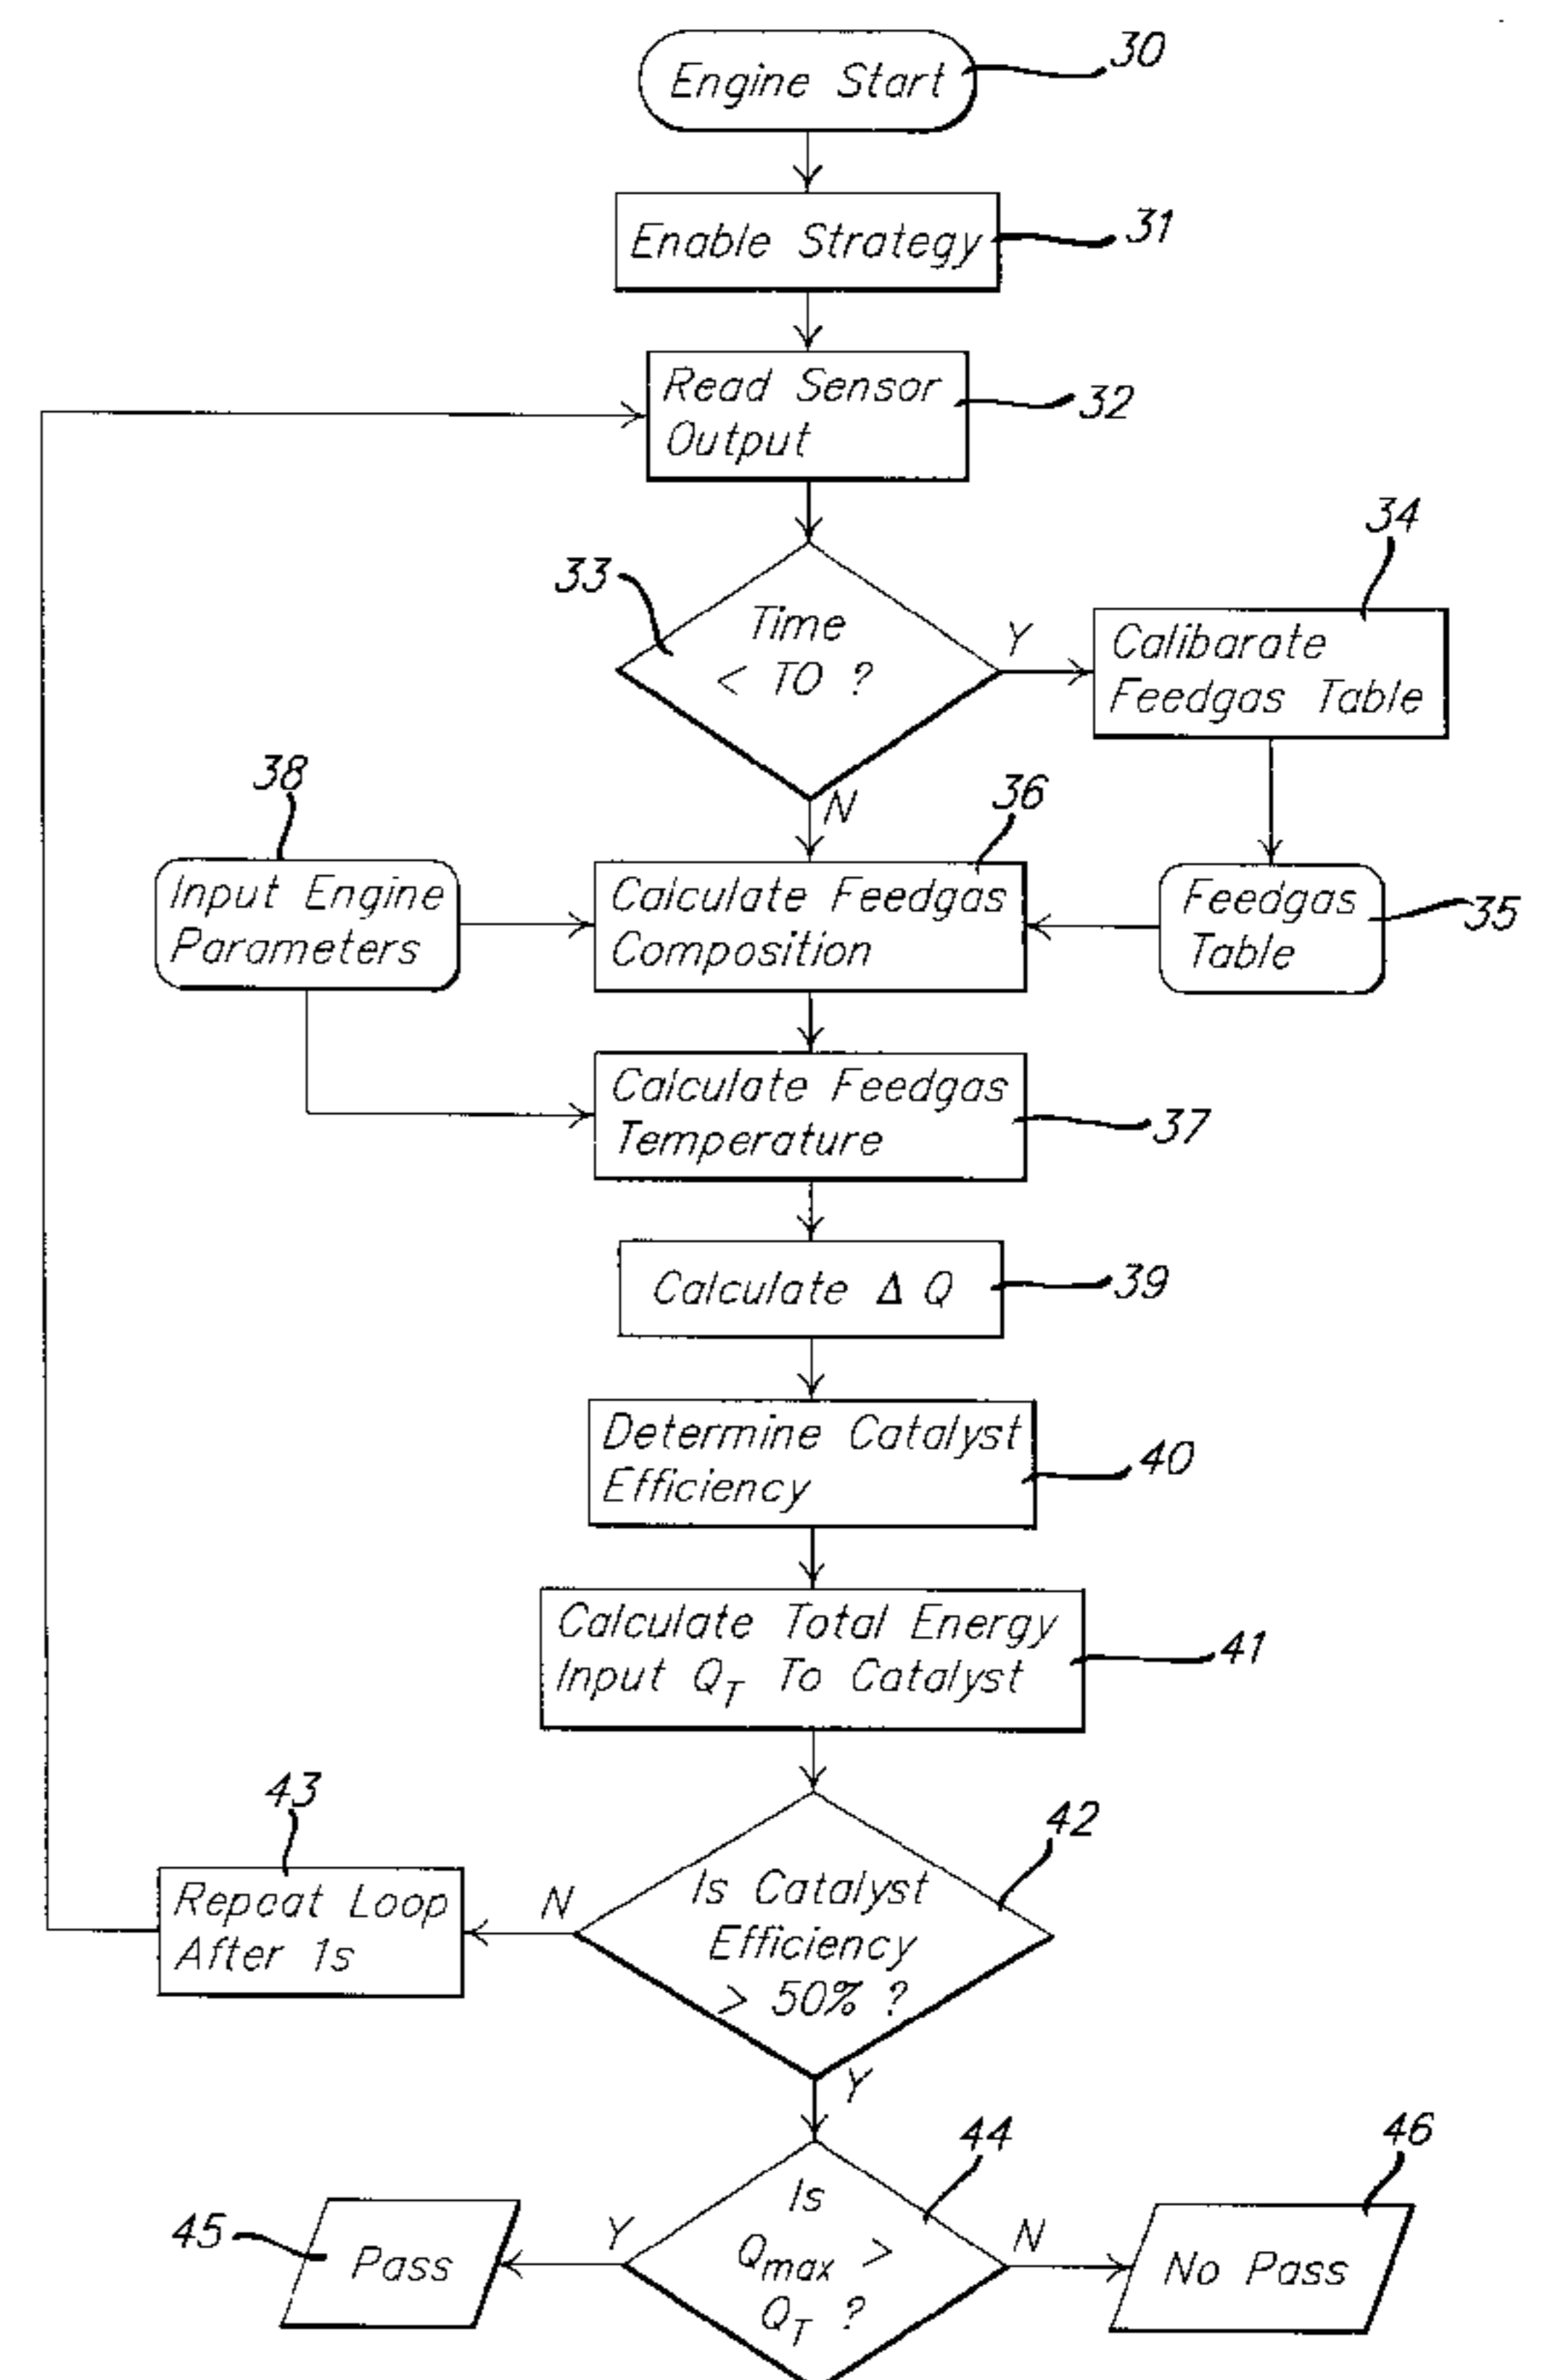 Engine Start
30
Enable Strategy
31
Read Sensor
Output
32
33
Time
< TO ?
Y
N
34
Calibarate
Feedgas Table
38
Input Engine
Parameters
36
Calculate Feedgas
Composition
Feedgas
Table
35
Calculate Feedgas
Temperature
37
Calculate Δ Q
39
Determine Catalyst
Efficiency
40
Calculate Total Energy
Input QT To Catalyst
41
43
Repeat Loop
After 1s
N
42
Is Catalyst
Efficiency
> 50% ?
Y
44
Is
Qmax >
QT ?
Y
N
45
Pass
46
No Pass